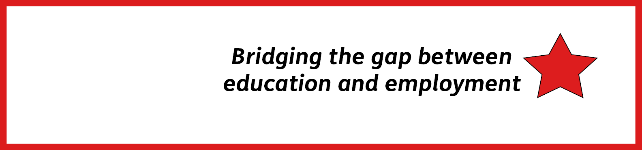 Bridging the gap between
education and employment